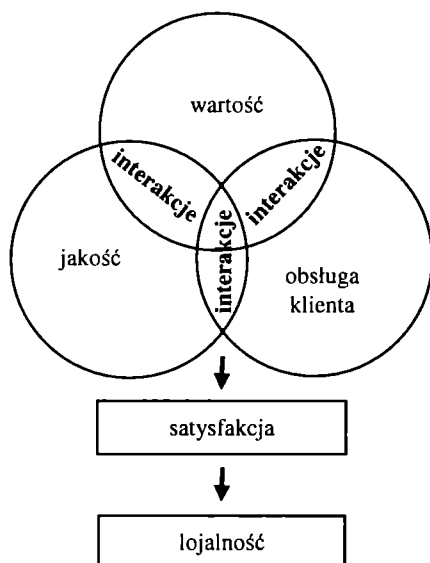 wartość
interakcje
interakcje
interakcje
jakość
obsługa
klienta
satysfakcja
lojalność